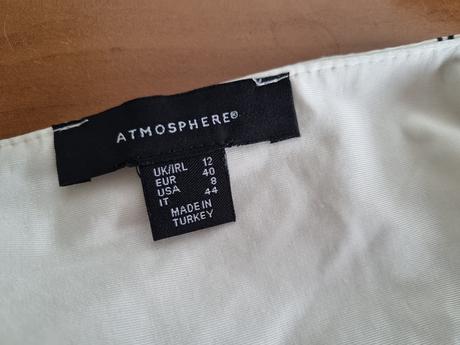 ATMOSPHERE®
UK/IRL 12
EUR 40
USA 8
IT 44
MADE IN
TURKEY